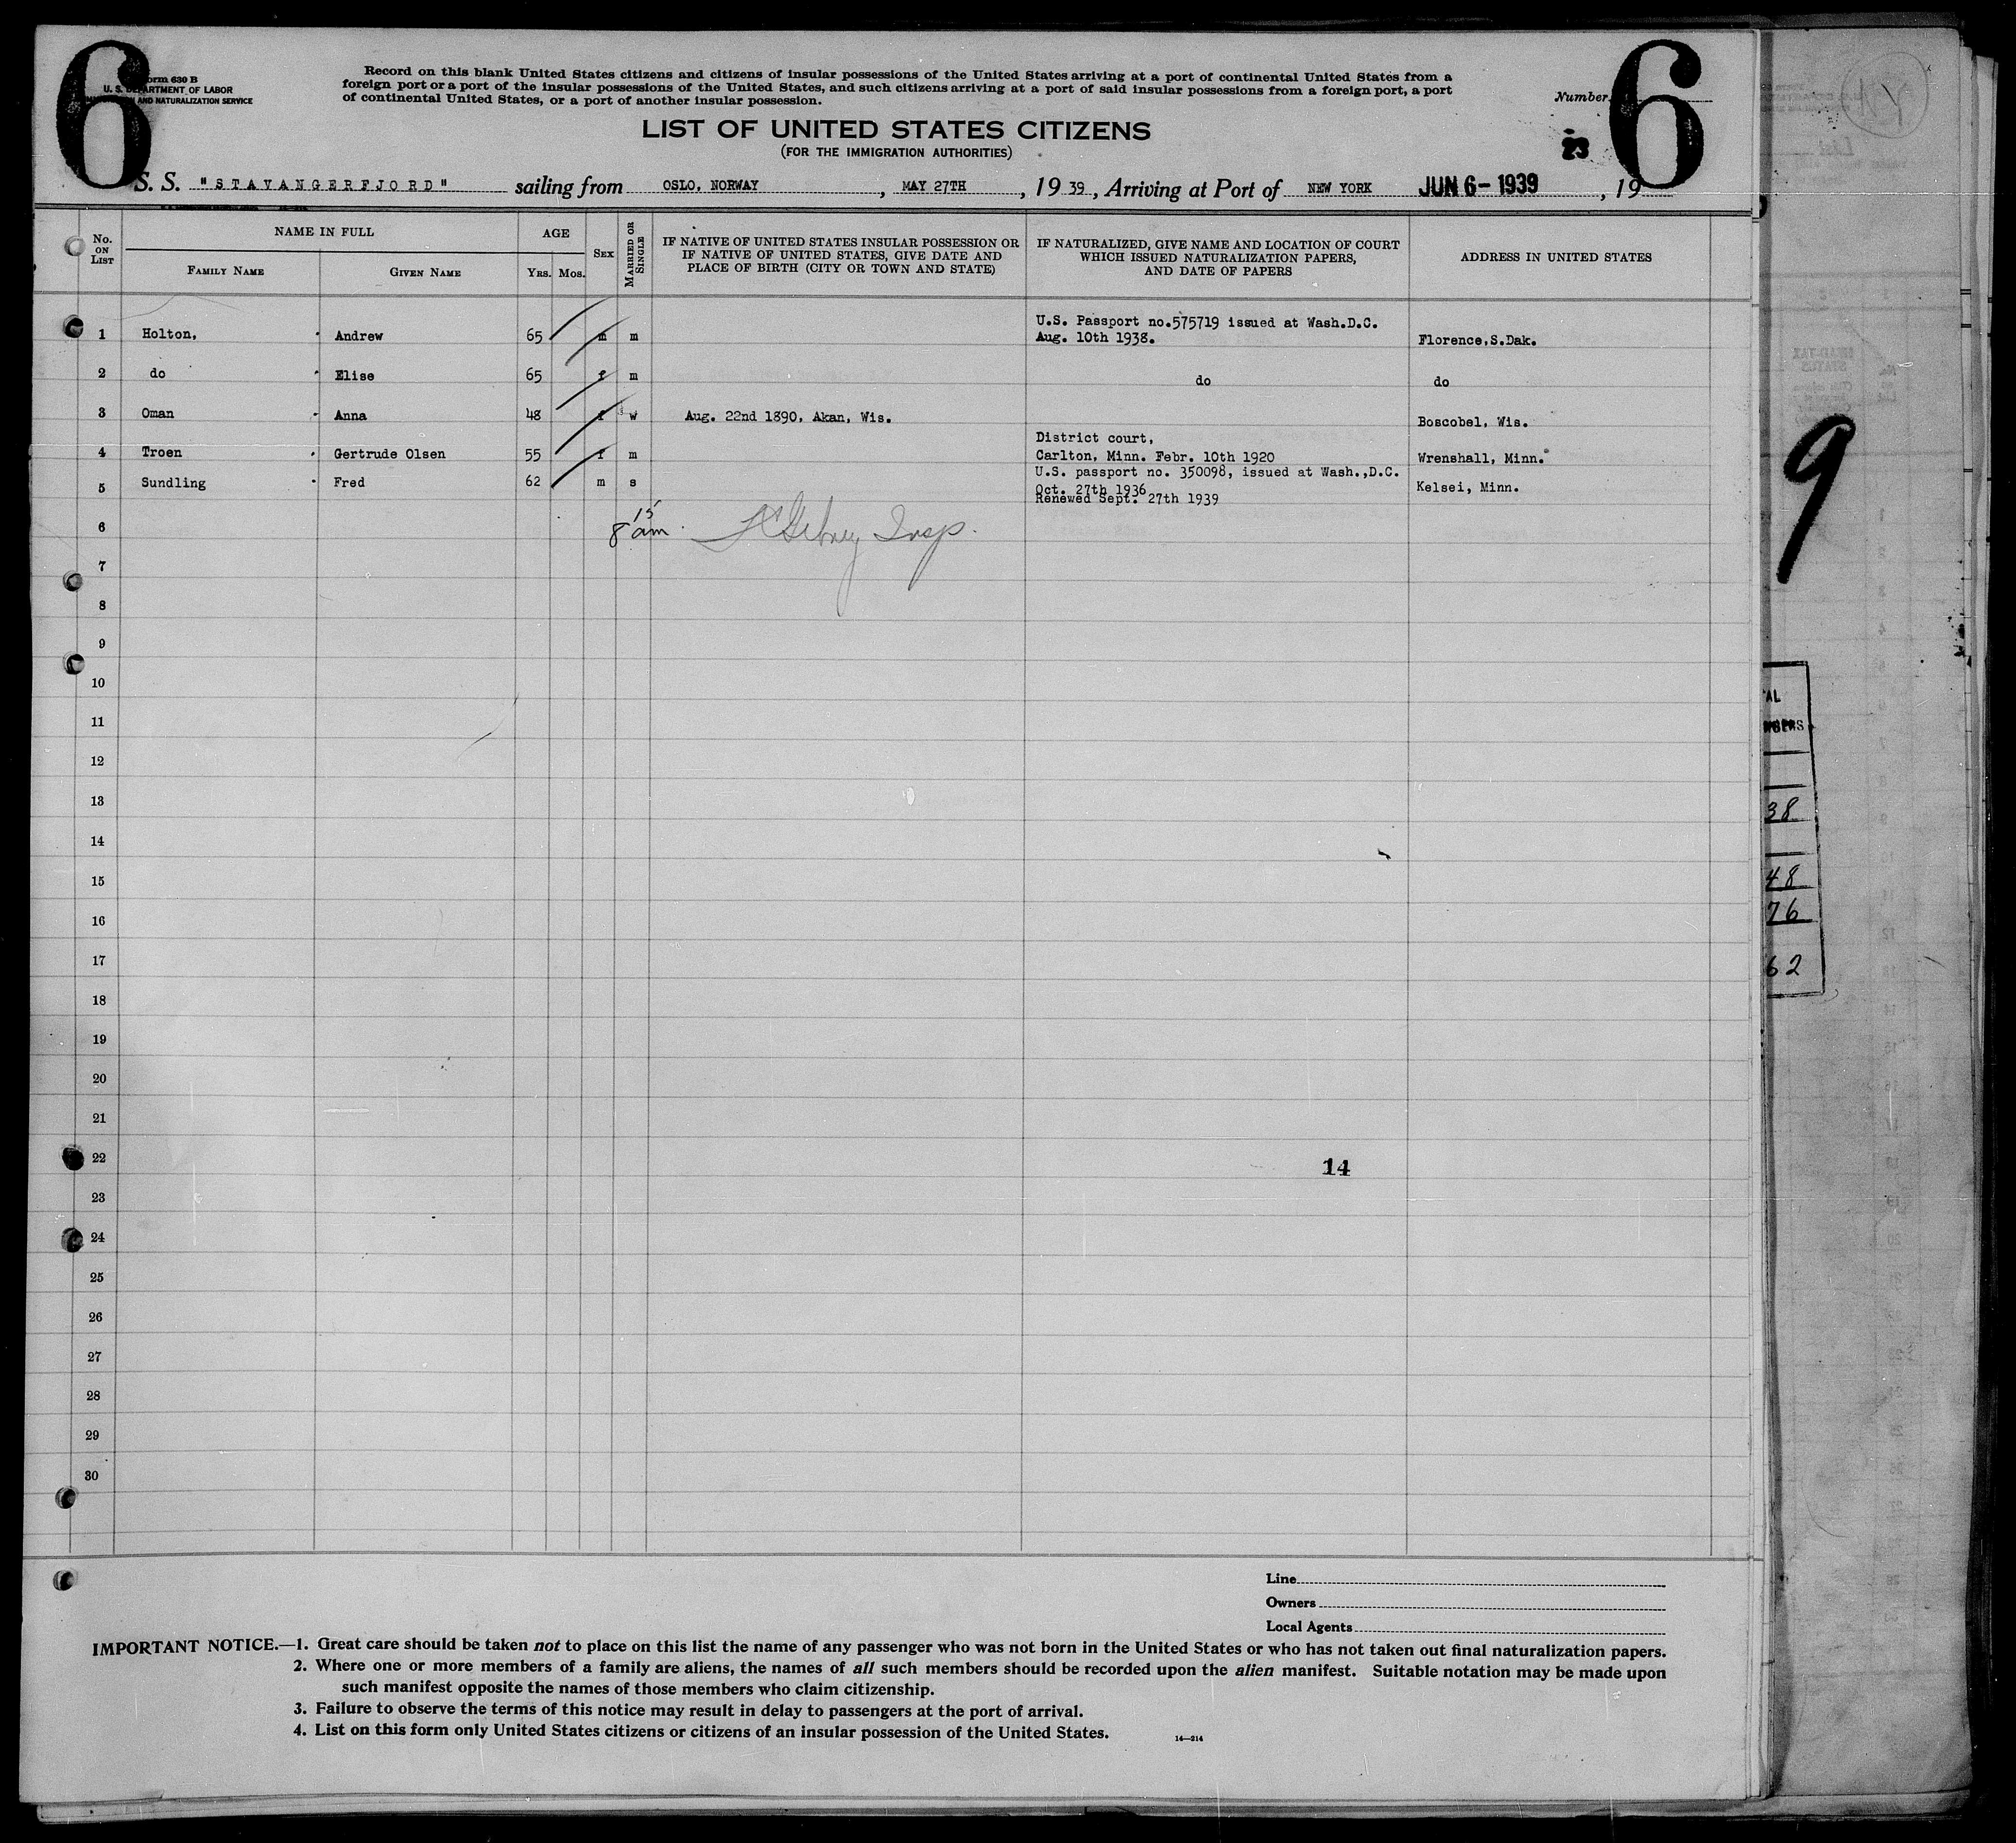 6
6
Form 630 B
U. S. DEPARTMENT OF LABOR
AND NATURALIZATION SERVICE
Record on this blank United States citizens and citizens of insular possessions of the United States arriving at a port of continental United States from a
foreign port or a port of the insular possessions of the United States, and such citizens arriving at a port of said insular possessions from a foreign port, a port
of continental United States, or a port of another insular possession.
Number
LIST OF UNITED STATES CITIZENS
(FOR THE IMMIGRATION AUTHORITIES)
23
S. S. "STAVANGERFJORD" sailing from OSLO, NORWAY, MAY 27TH, 1939, Arriving at Port of NEW YORK JUN 6 - 1939, 19
No. ON LIST
NAME IN FULL
FAMILY NAME
GIVEN NAME
AGE
YRS. MOS.
SEX
MARRIED OR SINGLE
IF NATIVE OF UNITED STATES INSULAR POSSESSION OR
IF NATIVE OF UNITED STATES, GIVE DATE AND
PLACE OF BIRTH (CITY OR TOWN AND STATE)
IF NATURALIZED, GIVE NAME AND LOCATION OF COURT
WHICH ISSUED NATURALIZATION PAPERS,
AND DATE OF PAPERS
ADDRESS IN UNITED STATES
1 Holton, Andrew 65 m m U.S. Passport no.575719 issued at Wash.D.C.
Aug. 10th 1938. Florence,S.Dak.
2 do Elise 65 f m do do
3 Oman Anna 48 f w Aug. 22nd 1890, Akan, Wis. Boscobel, Wis.
4 Troen Gertrude Olsen 55 f m District court,
Carlton, Minn. Febr. 10th 1920 Wrenshall, Minn.
5 Sundling Fred 62 m s U.S. passport no. 350098, issued at Wash.,D.C.
Oct. 27th 1936 Kelsei, Minn.
Renewed Sept. 27th 1939
6 8 15 am. Insp.
7
8
9
10
11
12
13
14
15
16
17
18
19
20
21
22 14
23
24
25
26
27
28
29
30
Line
Owners
Local Agents
IMPORTANT NOTICE.—1. Great care should be taken not to place on this list the name of any passenger who was not born in the United States or who has not taken out final naturalization papers.
2. Where one or more members of a family are aliens, the names of all such members should be recorded upon the alien manifest. Suitable notation may be made upon
such manifest opposite the names of those members who claim citizenship.
3. Failure to observe the terms of this notice may result in delay to passengers at the port of arrival.
4. List on this form only United States citizens or citizens of an insular possession of the United States.
14—214
9
38
48
76
62